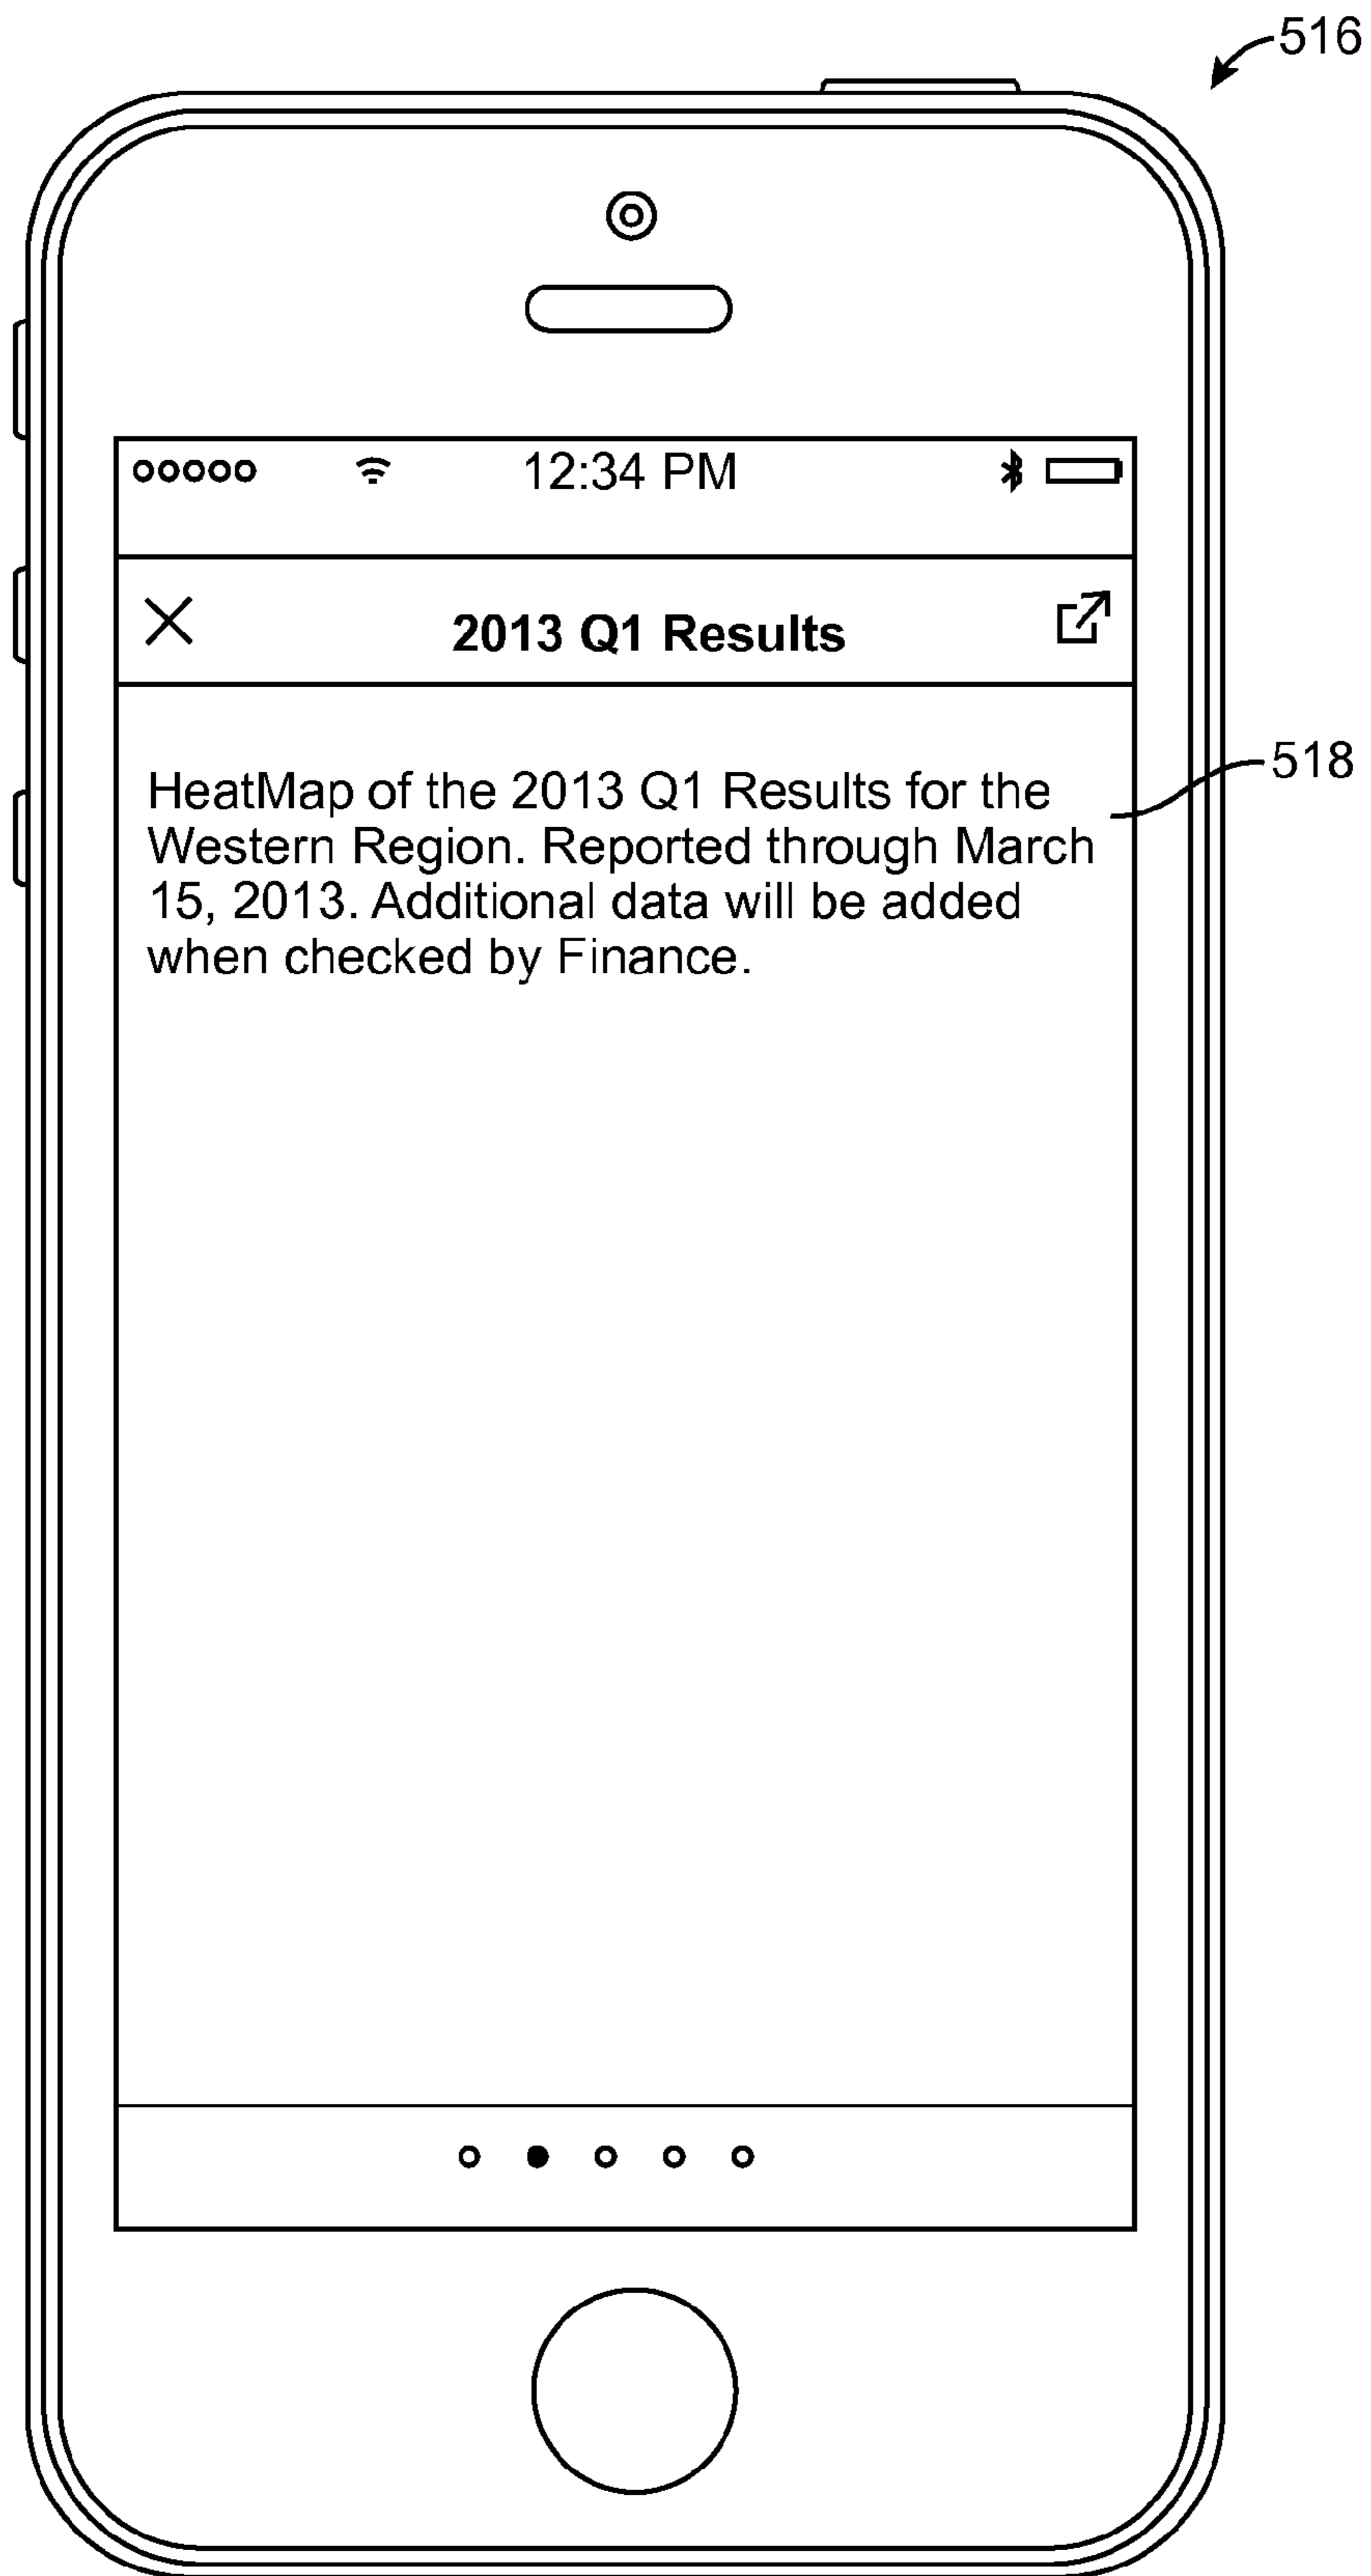 516
12:34 PM
2013 Q1 Results
518
HeatMap of the 2013 Q1 Results for the
Western Region. Reported through March
15, 2013. Additional data will be added
when checked by Finance.